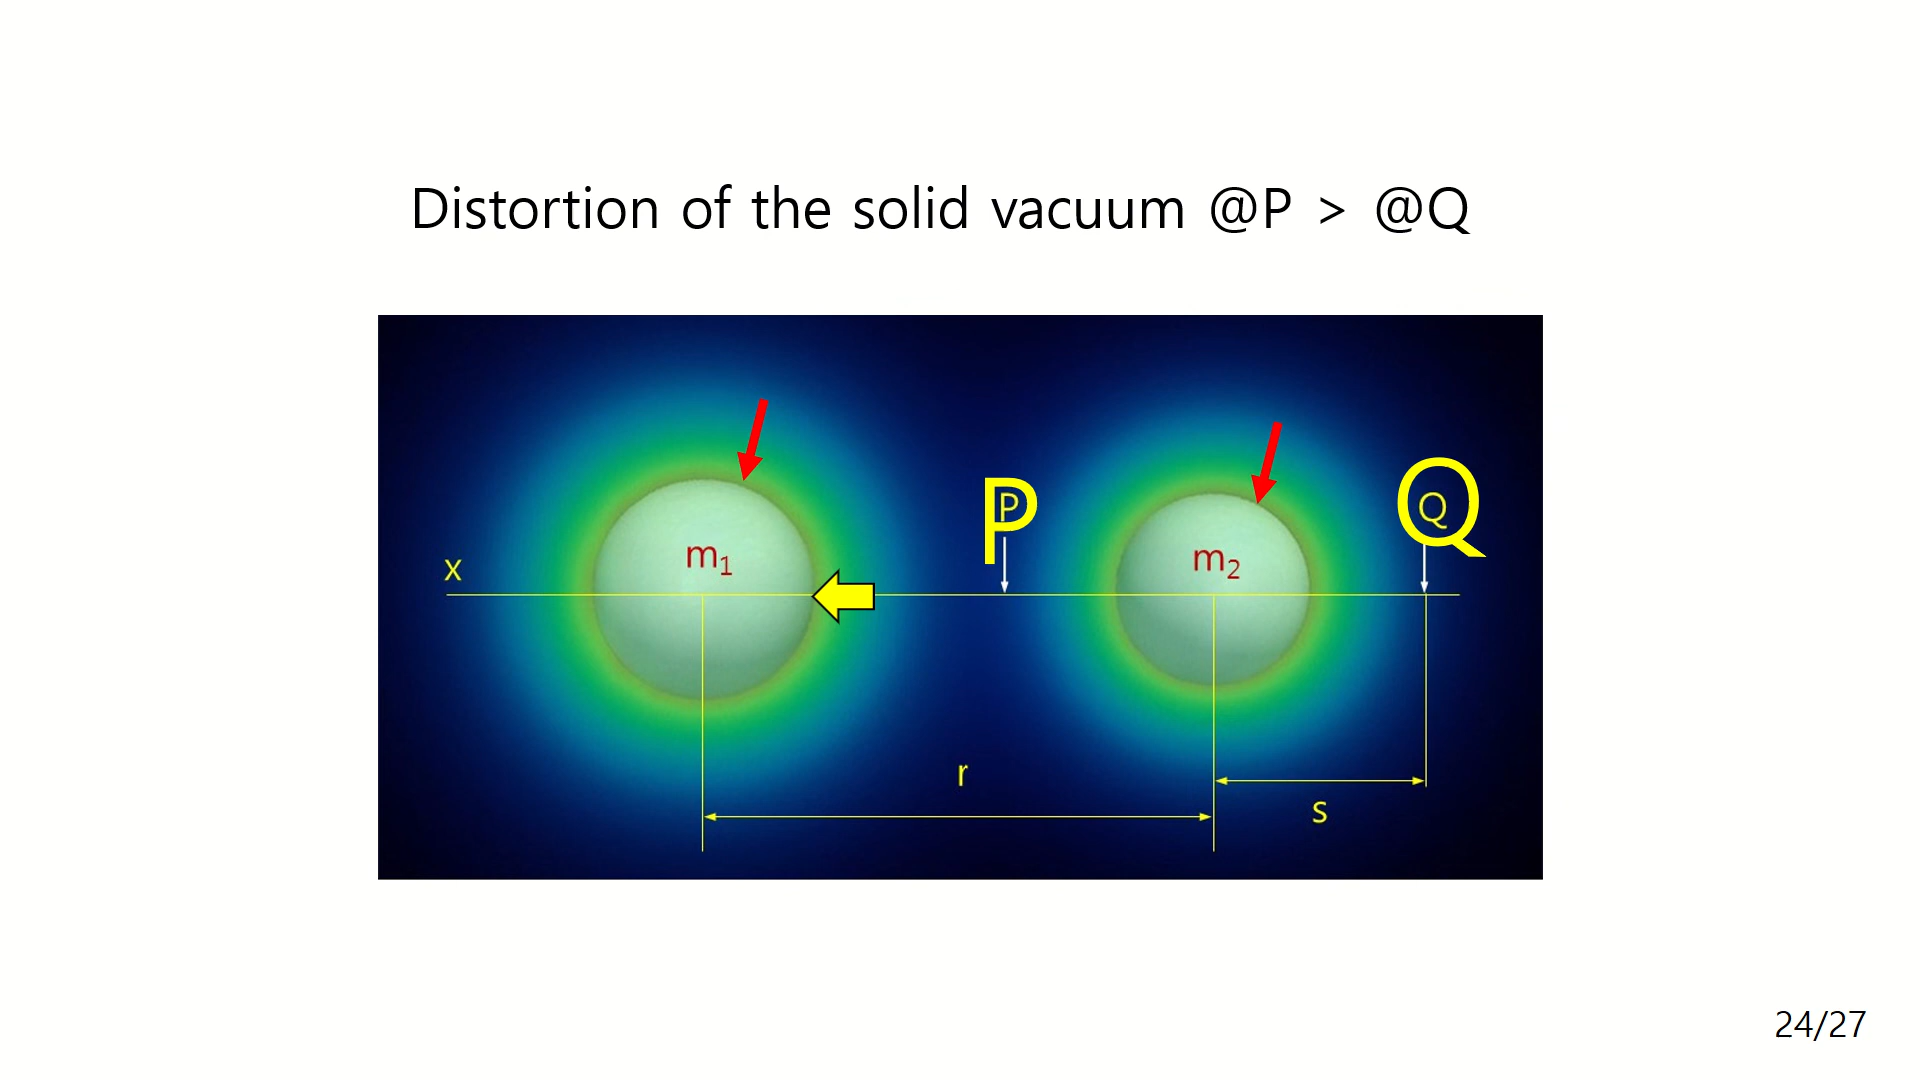 Distortion of the solid vacuum @P > @Q
P
P
Q
Q
x
m₁
m₂
r
s
24/27